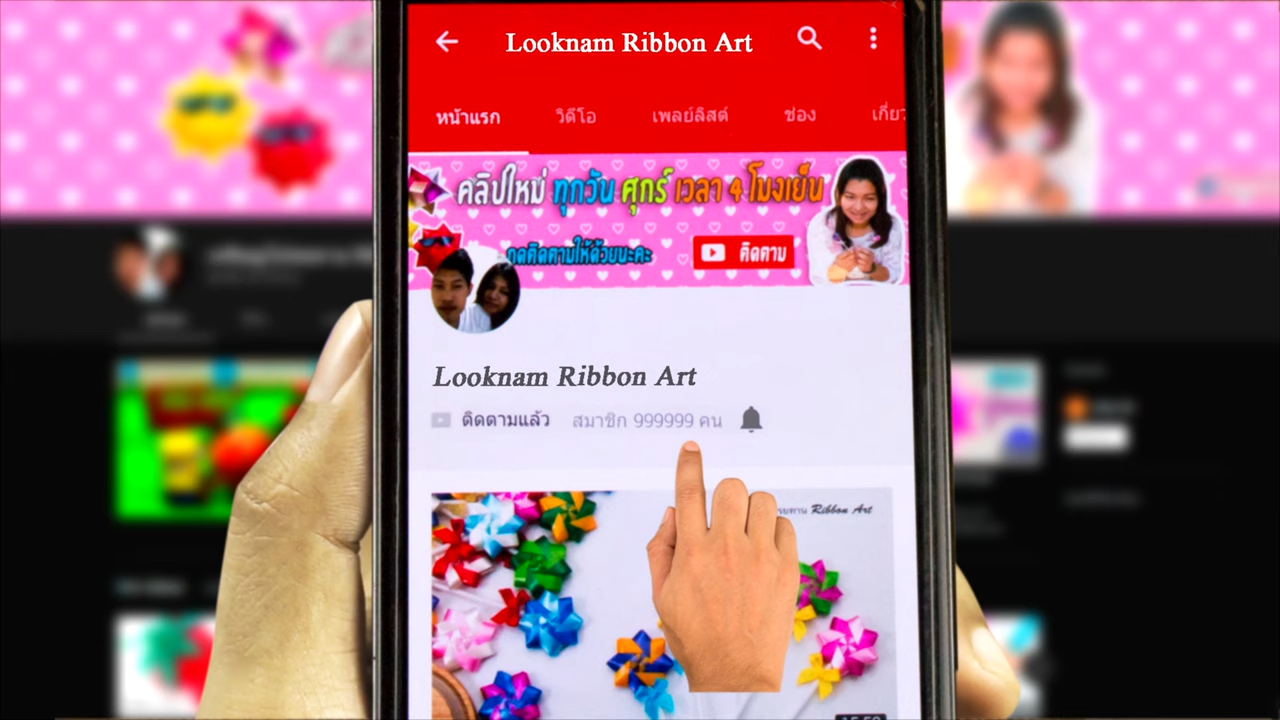 Looknam Ribbon Art
หน้าแรก วิดีโอ เพลย์ลิสต์ ช่อง เกี่ยว
คลิปใหม่ ทุกวัน ศุกร์ เวลา 4 โมงเย็น
กดติดตามให้ด้วยนะคะ
ติดตาม
Looknam Ribbon Art
ติดตามแล้ว สมาชิก 999999 คน
Ribbon Art